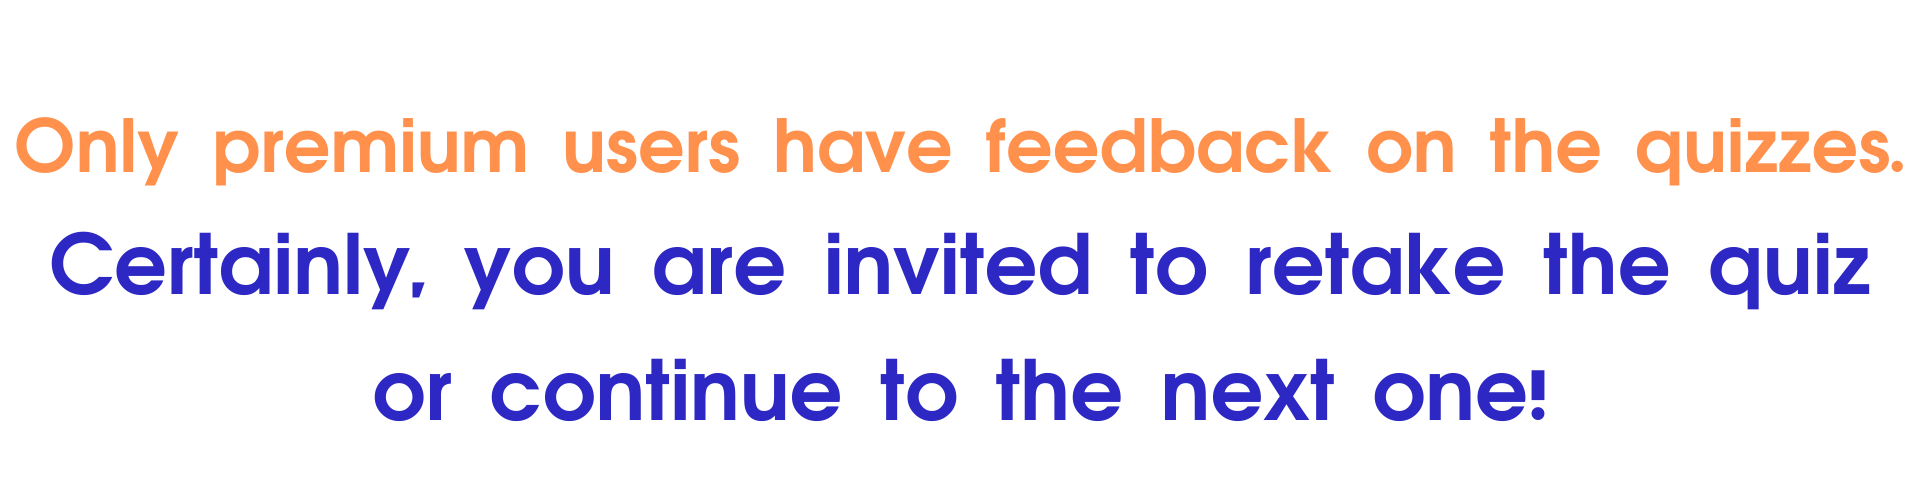 Only premium users have feedback on the quizzes.
Certainly, you are invited to retake the quiz
or continue to the next one!